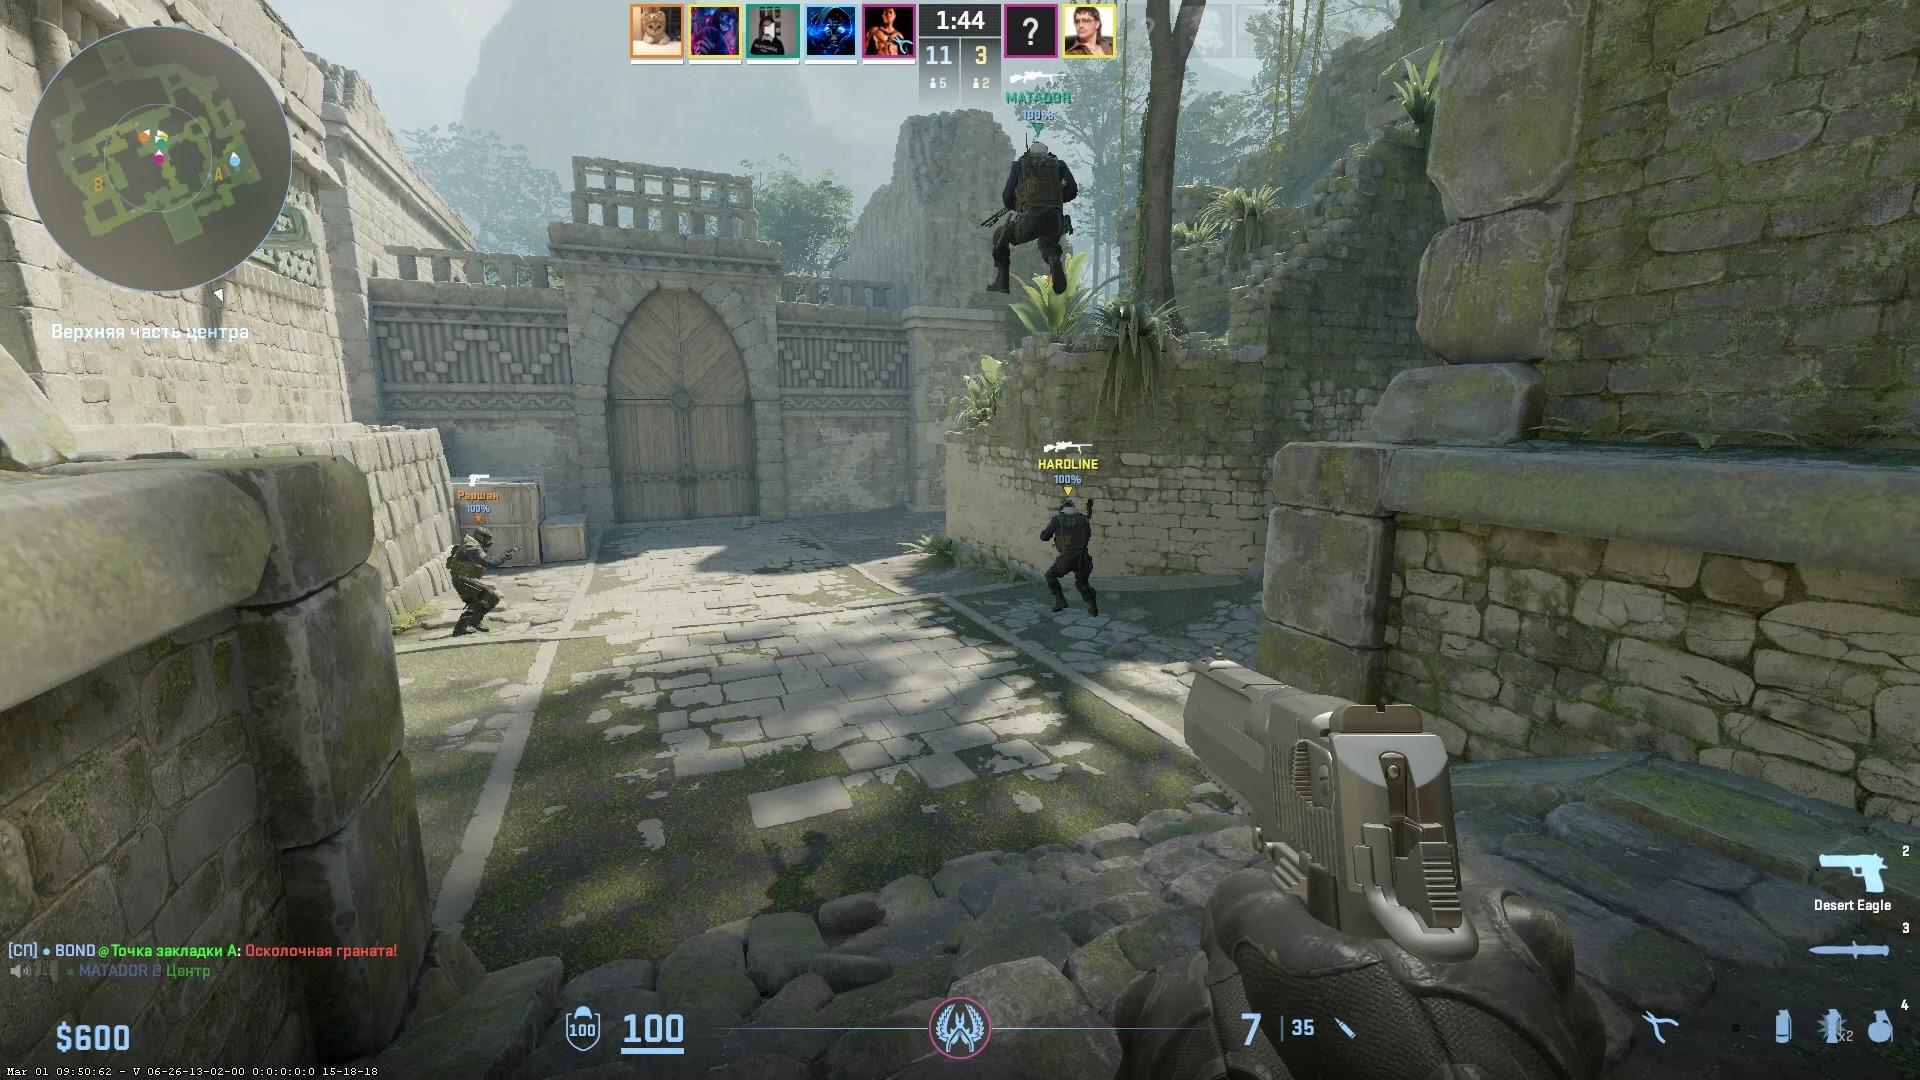 1:44
11 3
5 2
?
MATADOR
100%
B
A
Верхняя часть центра
HARDLINE
100%
Равшан
100%
2
Desert Eagle
3
[СП] • BOND @ Точка закладки A: Осколочная граната!
• MATADOR @ Центр
4
x2
$600
100
100
7 | 35
Mar 01 09:50:62 - V 06-26-13-02-00 0:0:0:0:0 15-18-18